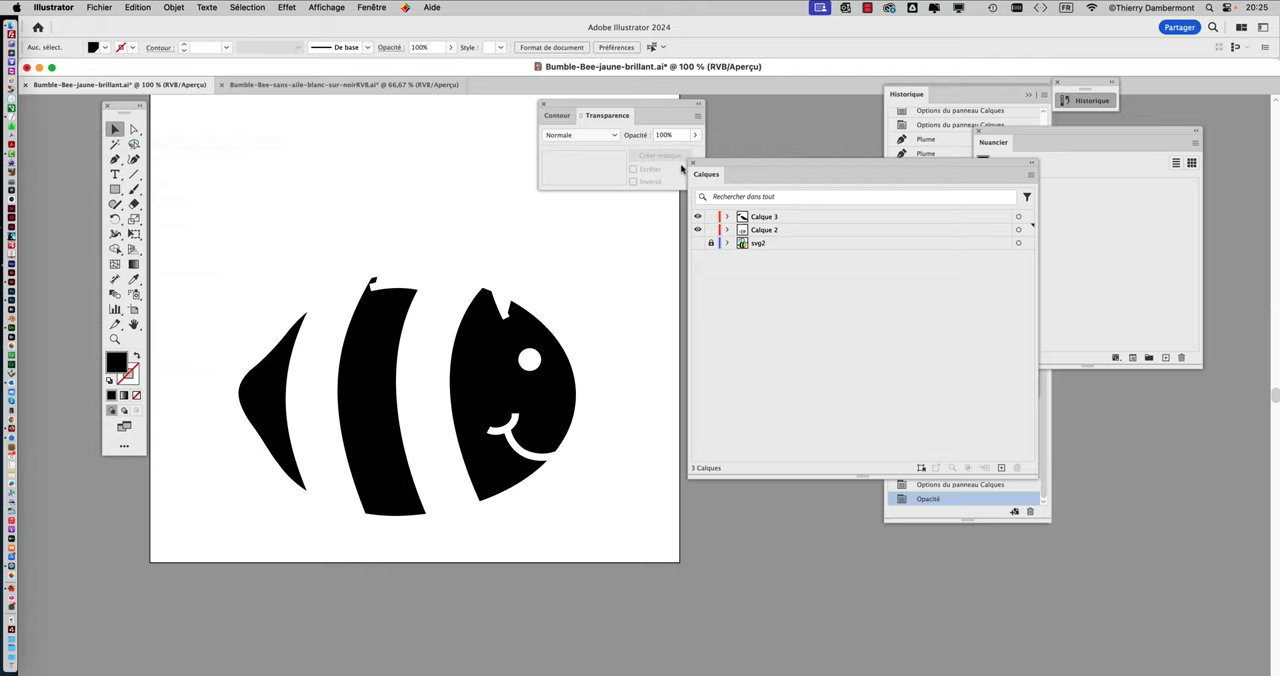 Illustrator Fichier Edition Objet Texte Sélection Effet Affichage Fenêtre Aide FR @Thierry Dambermont 20:25
Adobe Illustrator 2024 Partager
Auc. sélect. Contour : De base Opacité : 100% Style : Format de document Préférences
Bumble-Bee-jaune-brillant.ai* @ 100 % (RVB/Aperçu)
Bumble-Bee-jaune-brillant.ai* @ 100 % (RVB/Aperçu) Bumble-Bee-sans-aile-blanc-sur-noirRVB.ai* @ 66,67 % (RVB/Aperçu)
Historique
Historique
Options du panneau Calques
Contour Transparence
Options du panneau Calques
Normale Opacité : 100%
Plume
Nuancier
Plume
Créer masque
Ecrêter
Inversé
Calques
Rechercher dans tout
Calque 3
Calque 2
svg2
3 Calques
Options du panneau Calques
Opacité